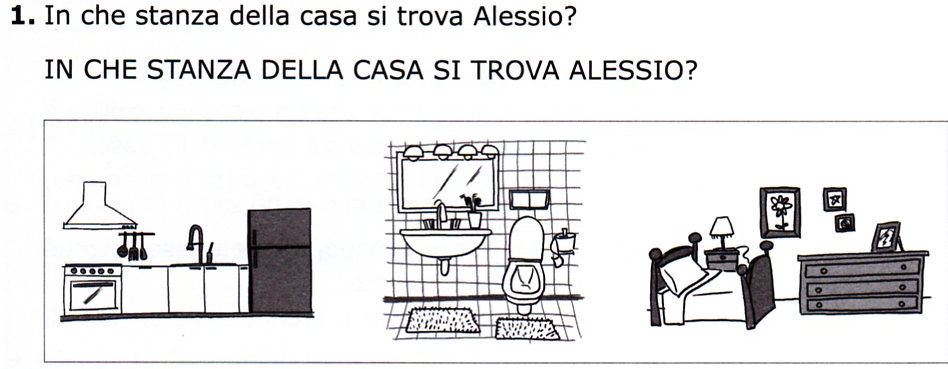 1. In che stanza della casa si trova Alessio?
IN CHE STANZA DELLA CASA SI TROVA ALESSIO?